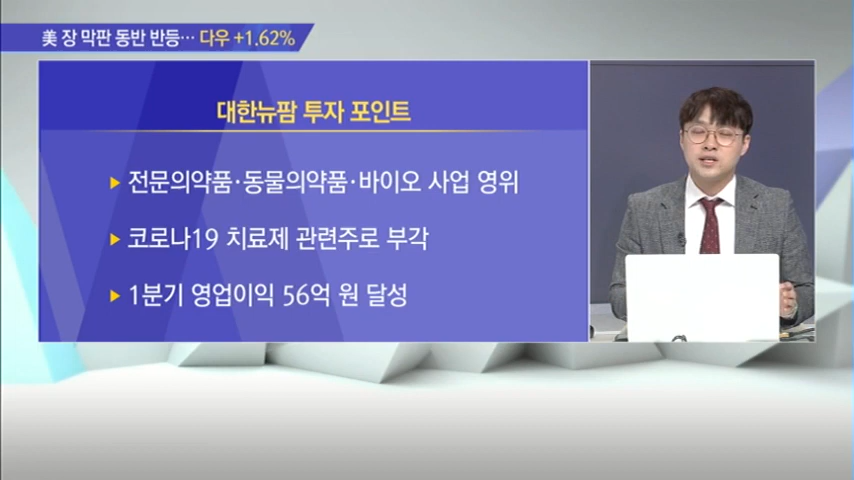 美 장 막판 동반 반등… 다우 +1.62%
대한뉴팜 투자 포인트
전문의약품·동물의약품·바이오 사업 영위
코로나19 치료제 관련주로 부각
1분기 영업이익 56억 원 달성